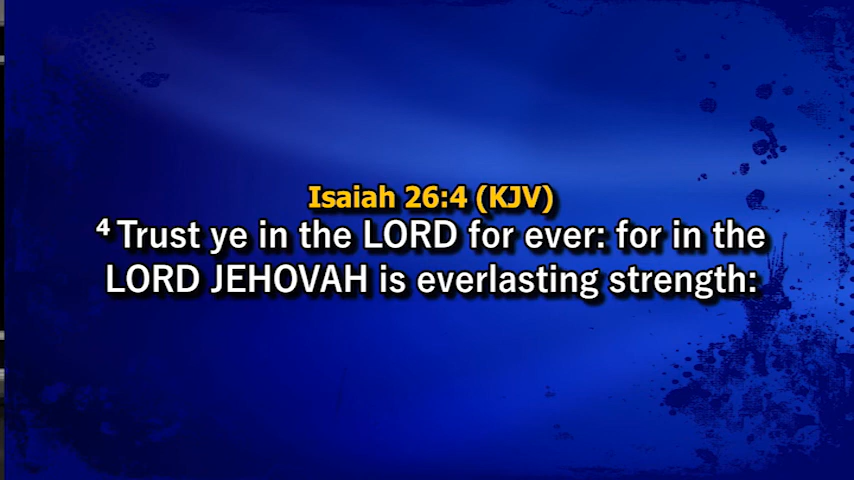 Isaiah 26:4 (KJV)
4 Trust ye in the LORD for ever: for in the
LORD JEHOVAH is everlasting strength: